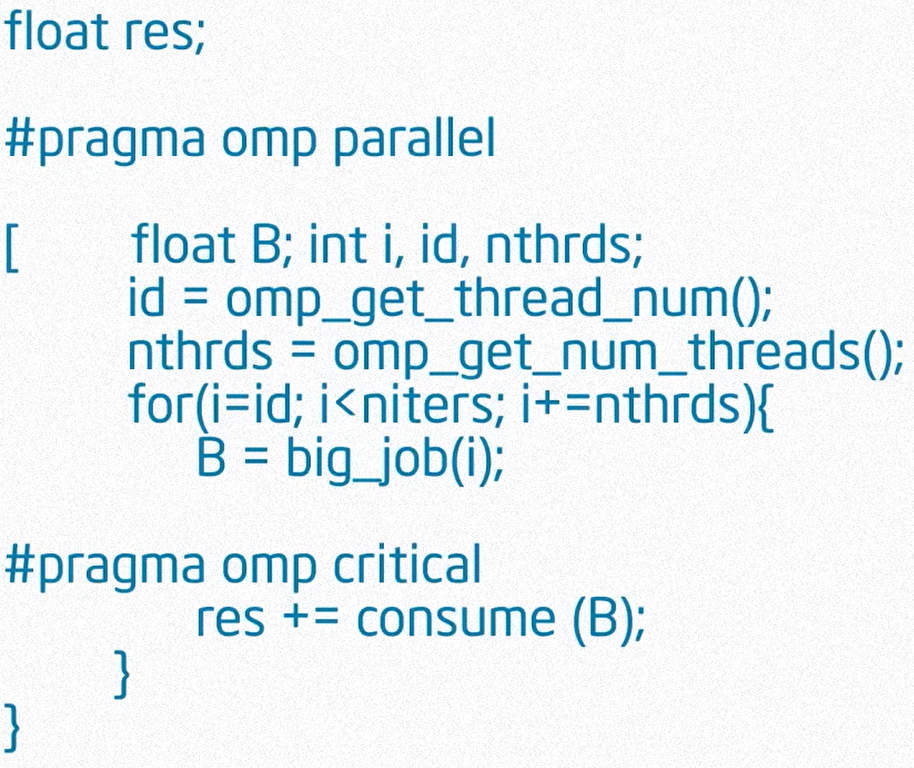 float res;
#pragma omp parallel
[ float B; int i, id, nthrds;
id = omp_get_thread_num();
nthrds = omp_get_num_threads();
for(i=id; i<niters; i+=nthrds){
B = big_job(i);
#pragma omp critical
res += consume (B);
}
}